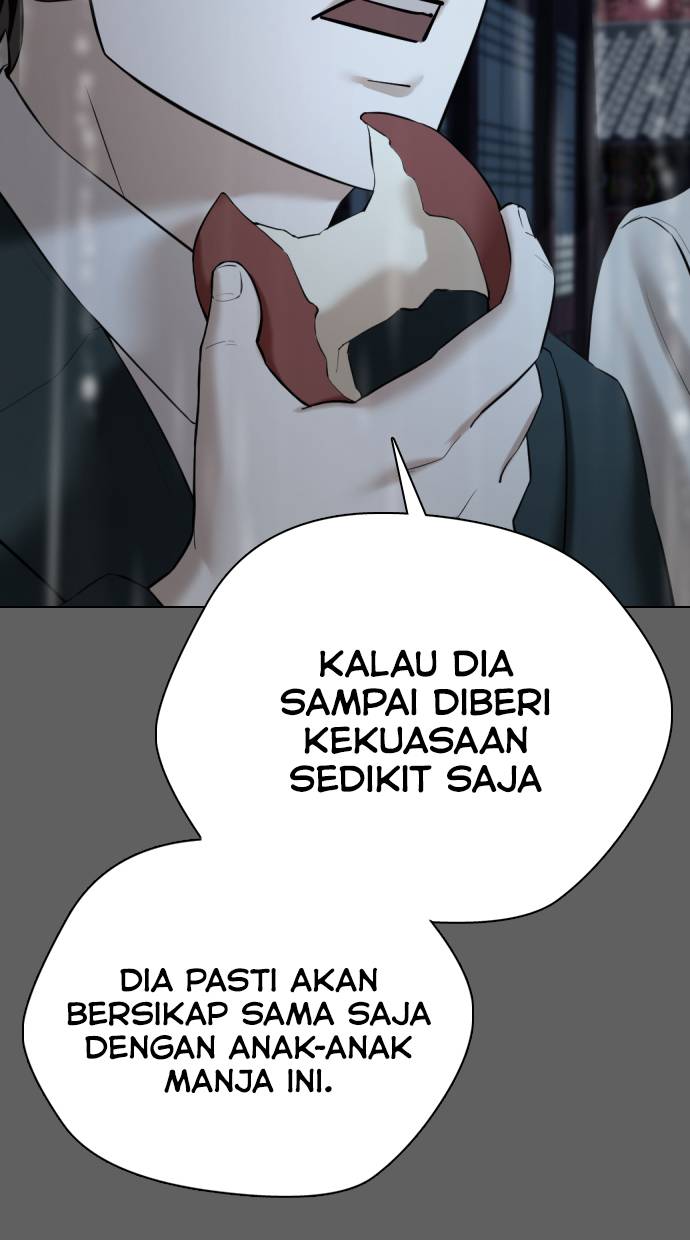 KALAU DIA
SAMPAI DIBERI
KEKUASAAN
SEDIKIT SAJA
DIA PASTI AKAN
BERSIKAP SAMA SAJA
DENGAN ANAK-ANAK
MANJA INI.